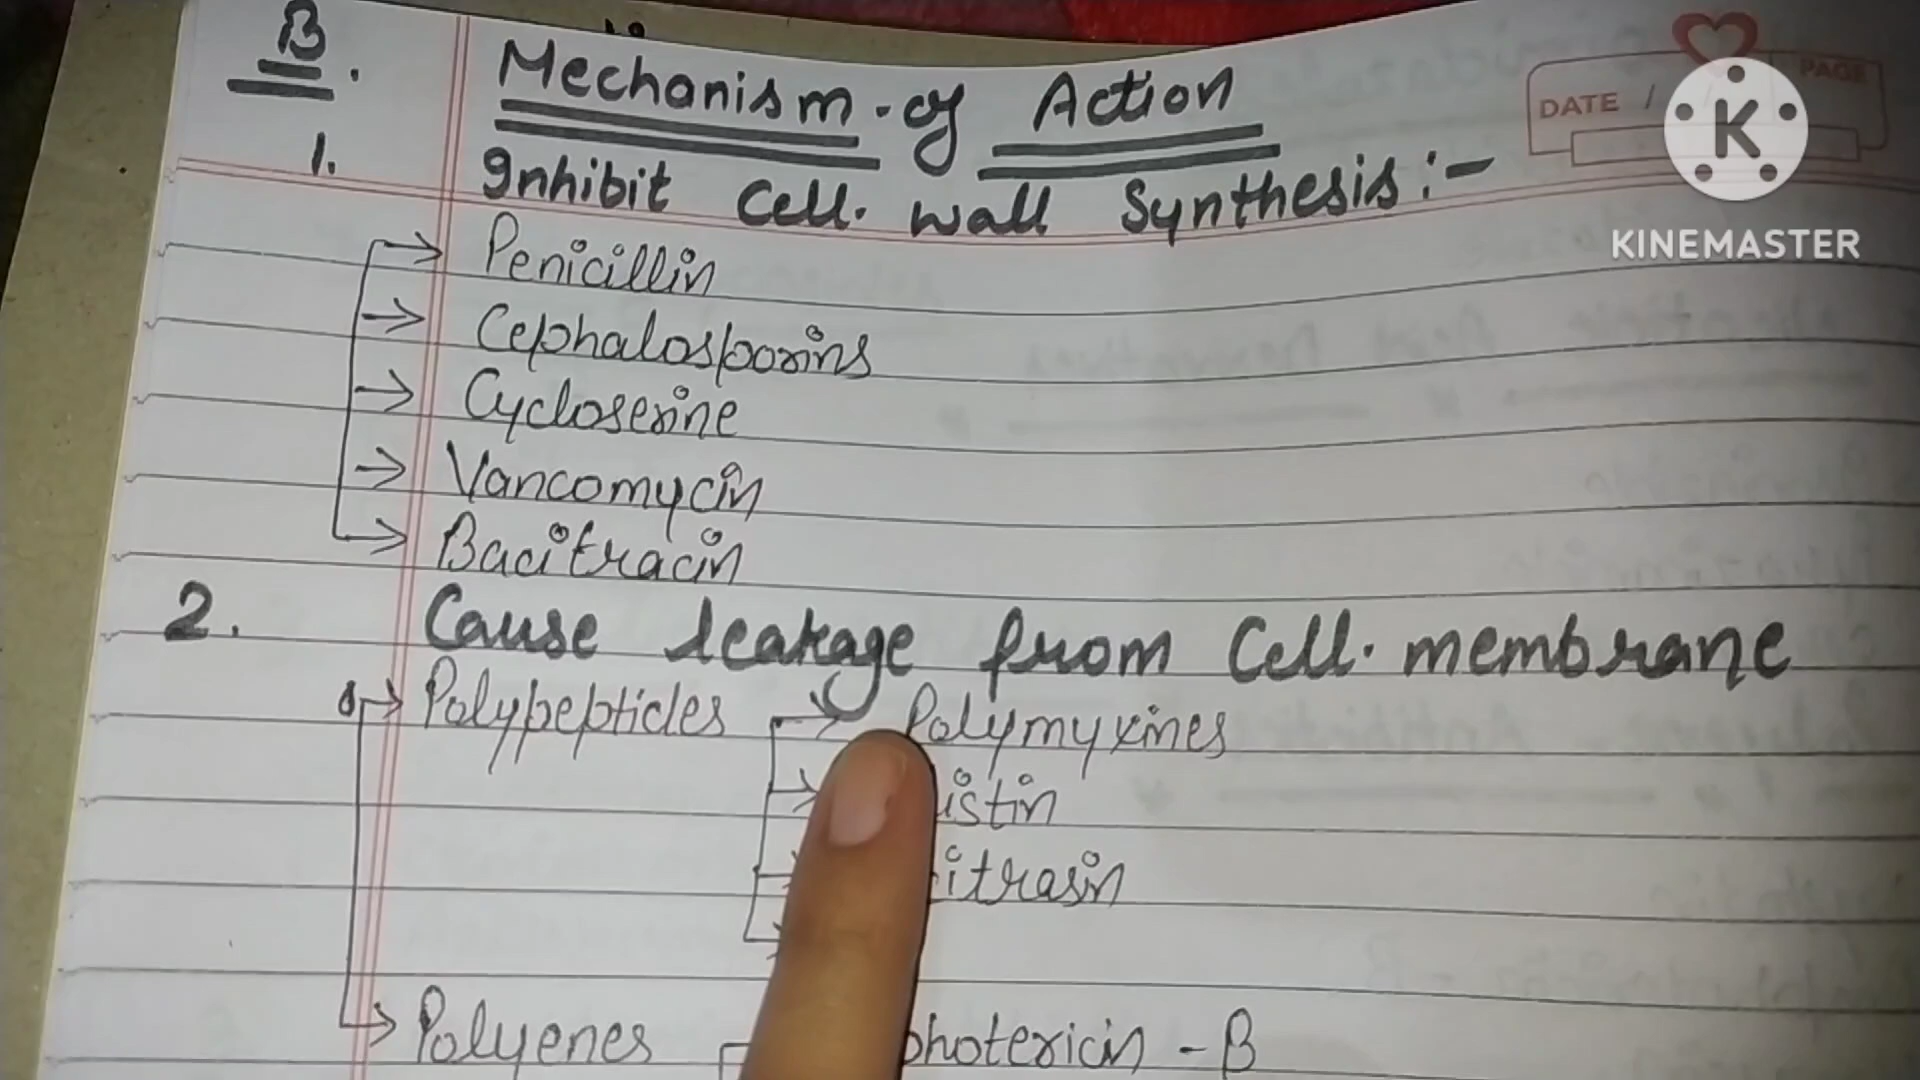 B.
Mechanism of Action
DATE /
PAGE
K
KINEMASTER
1. Inhibit Cell wall Synthesis:-
→ Penicillin
→ Cephalosporins
→ Cycloserine
→ Vancomycin
→ Bacitracin
2. Cause leakage from Cell membrane
→ Polypeptides → Polymyxines
istin
itrasin
→ Polyenes photericin - B